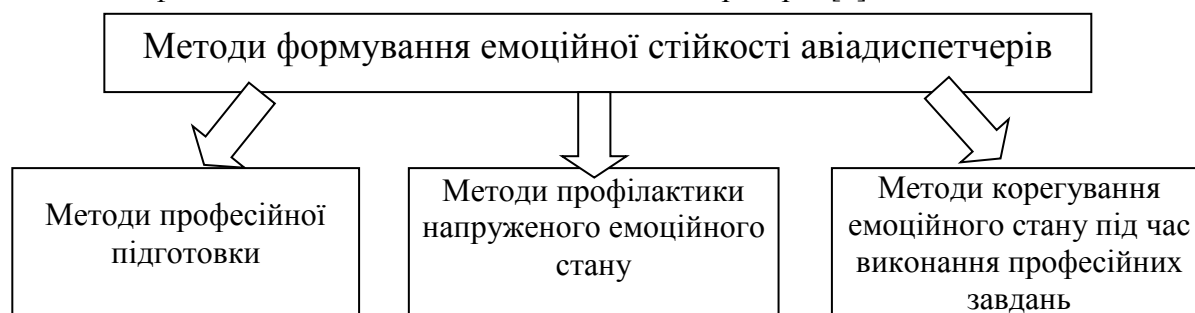 Методи формування емоційної стійкості авіадиспетчерів
Методи професійної
підготовки
Методи профілактики
напруженого емоційного
стану
Методи корегування
емоційного стану під час
виконання професійних
завдань